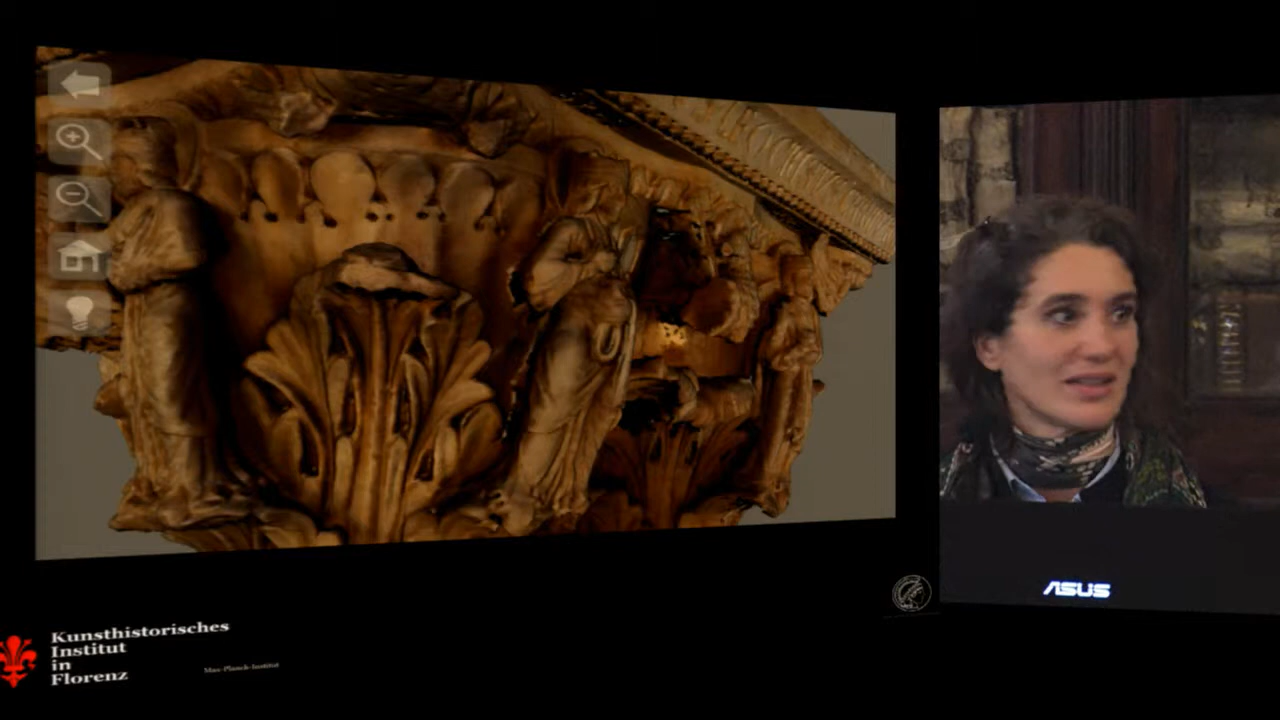 Kunsthistorisches
Institut
in
Florenz
Max-Planck-Institut
ASUS